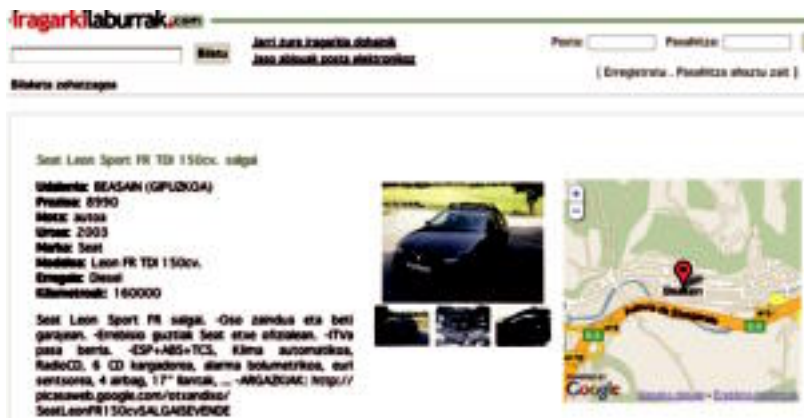 iragarkilaburrak.com
Bilatu
Jarri zure iragarkia dohainik
Jaso abisuak posta elektronikoz
Posta:
Pasahitza:
[ Erregistratu . Pasahitza ahaztu zait ]
Bilaketa zehatzagoa
Seat Leon Sport FR TDI 150cv. salgai
Udalerria: BEASAIN (GIPUZKOA)
Prezioa: 8990
Mota: autoa
Urtea: 2003
Marka: Seat
Modeloa: Leon FR TDI 150cv.
Erregaia: Diesel
Kilometroak: 160000
Seat Leon Sport FR salgai. -Oso zaindua eta beti
garajean. -Errebisio guztiak Seat etxe ofizialean. -ITVa
pasa berria. -ESP+ABS+TCS, Klima automatikoa,
RadioCD, 6 CD kargadorea, alarma bolumetrikoa, euri
sentsorea, 4 airbag, 17" llantak, ... -ARGAZKIAK: http://
picasaweb.google.com/otxandixo/
SeatLeonFR150cvSALGAISEVENDE
Beasain
Google